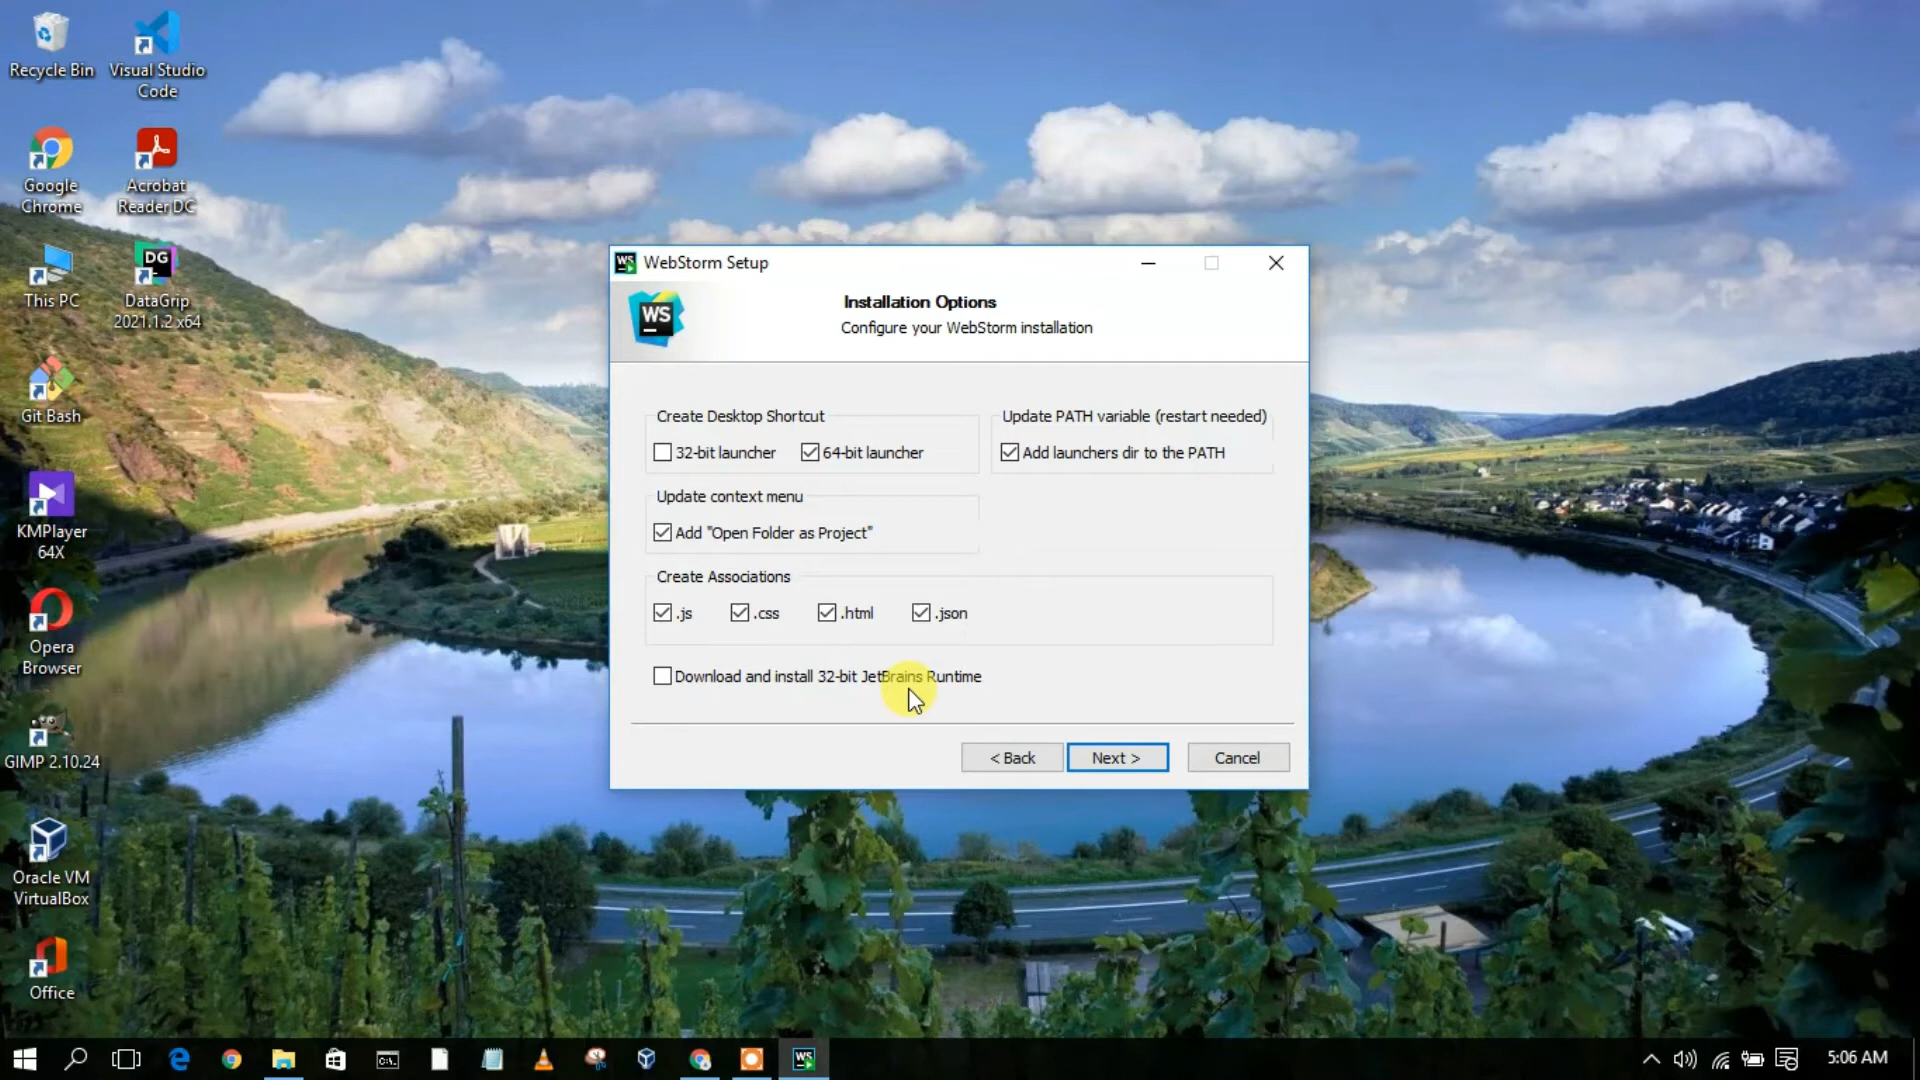 Recycle Bin
Visual Studio
Code
Google
Chrome
Acrobat
Reader DC
This PC
DG
DataGrip
2021.1.2 x64
Git Bash
KMPlayer
64X
Opera
Browser
GIMP 2.10.24
Oracle VM
VirtualBox
Office
WS
WebStorm Setup
WS
Installation Options
Configure your WebStorm installation
Create Desktop Shortcut
32-bit launcher
64-bit launcher
Update PATH variable (restart needed)
Add launchers dir to the PATH
Update context menu
Add "Open Folder as Project"
Create Associations
.js
.css
.html
.json
Download and install 32-bit JetBrains Runtime
< Back
Next >
Cancel
C:\.
WS
5:06 AM